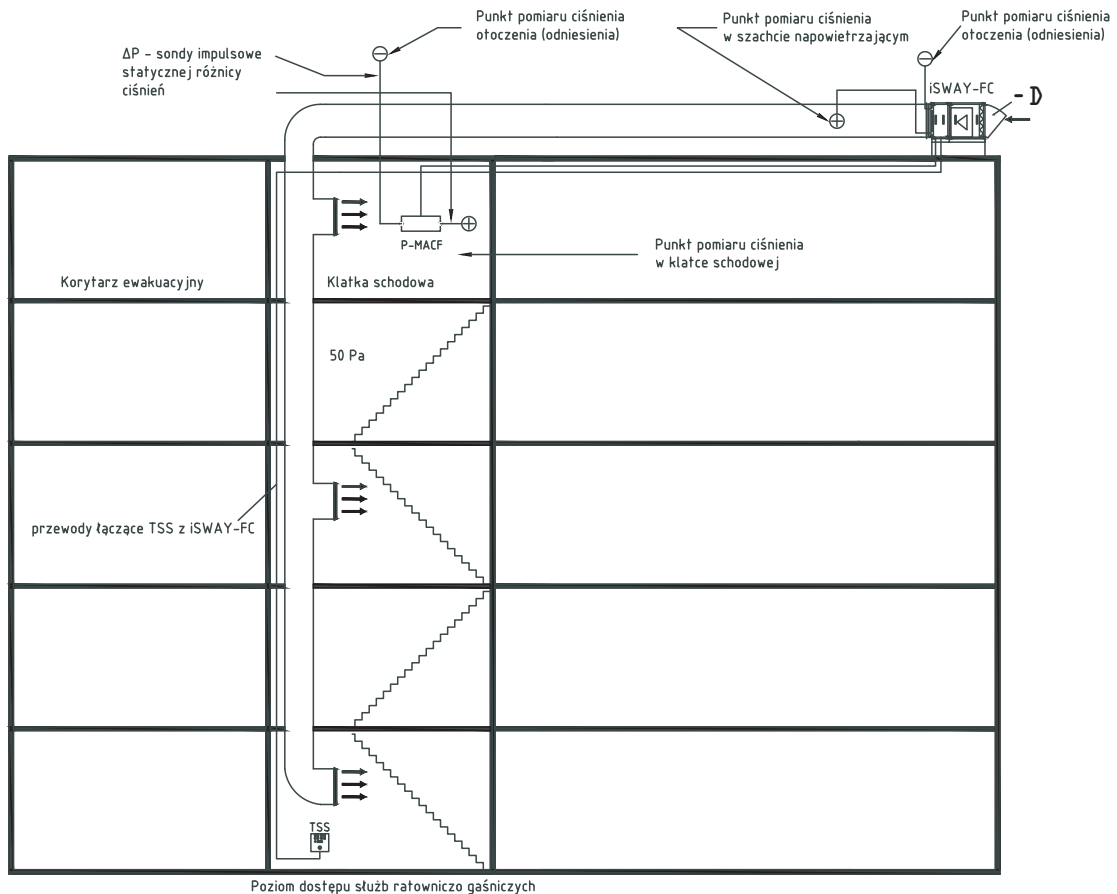 Punkt pomiaru ciśnienia
otoczenia (odniesienia)
Punkt pomiaru ciśnienia
w szachcie napowietrzającym
Punkt pomiaru ciśnienia
otoczenia (odniesienia)
ΔP - sondy impulsowe
statycznej różnicy
ciśnień
iSWAY-FC
- D
P-MACF
Punkt pomiaru ciśnienia
w klatce schodowej
Korytarz ewakuacyjny
Klatka schodowa
50 Pa
przewody łączące TSS z iSWAY-FC
TSS
Poziom dostępu służb ratowniczo gaśniczych